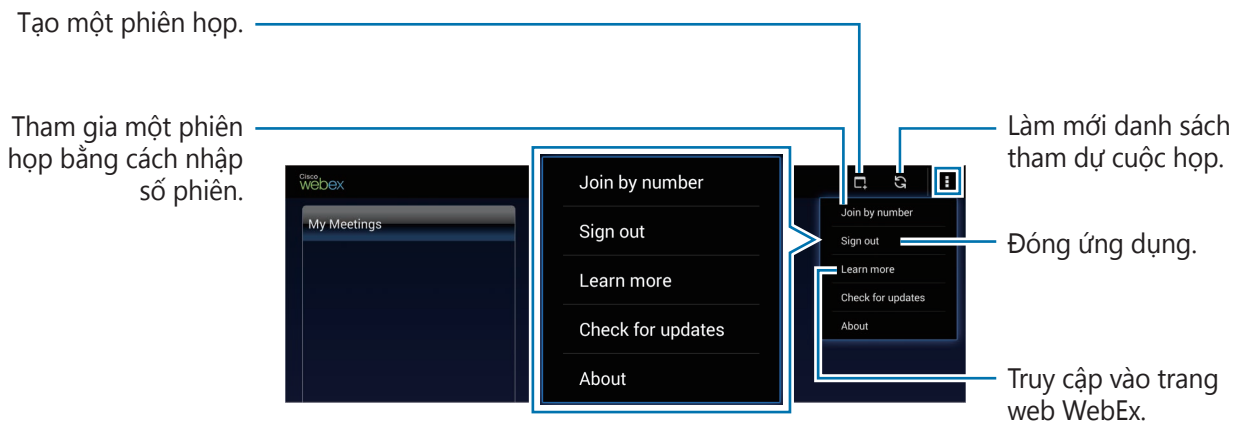 Tạo một phiên họp.
Tham gia một phiên
họp bằng cách nhập
số phiên.
Làm mới danh sách
tham dự cuộc họp.
Cisco
webex
My Meetings
Join by number
Sign out
Learn more
Check for updates
About
Join by number
Sign out
Learn more
Check for updates
About
Đóng ứng dụng.
Truy cập vào trang
web WebEx.